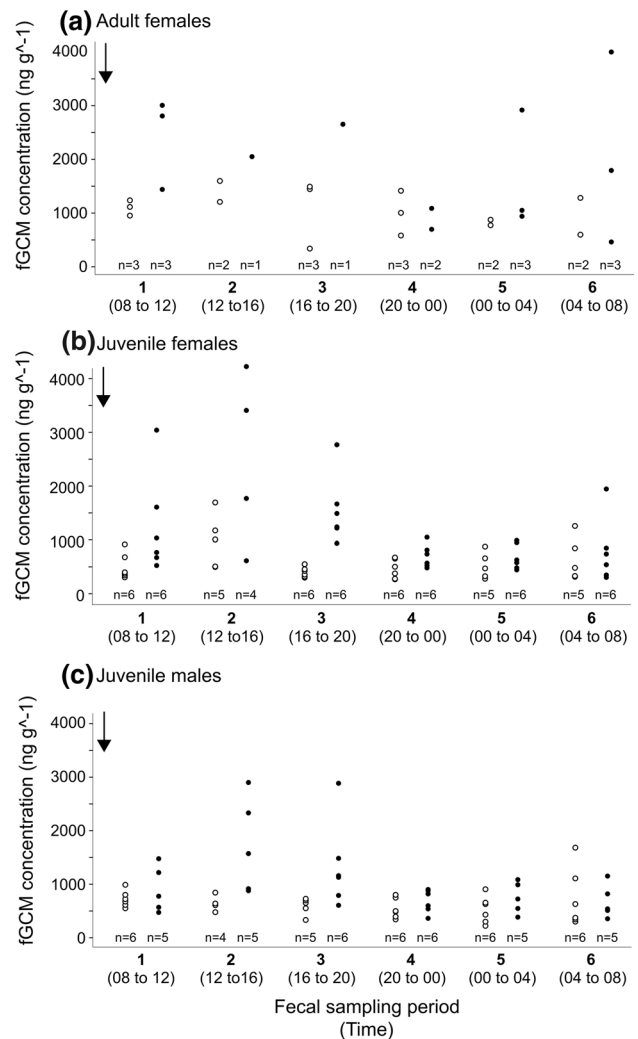 (a) Adult females
fGCM concentration (ng g^-1)
4000
3000
2000
1000
0
n=3 n=3 n=2 n=1 n=3 n=1 n=3 n=2 n=2 n=3 n=2 n=3
1 2 3 4 5 6
(08 to 12) (12 to16) (16 to 20) (20 to 00) (00 to 04) (04 to 08)
(b) Juvenile females
fGCM concentration (ng g^-1)
4000
3000
2000
1000
0
n=6 n=6 n=5 n=4 n=6 n=6 n=6 n=6 n=5 n=6 n=5 n=6
1 2 3 4 5 6
(08 to 12) (12 to16) (16 to 20) (20 to 00) (00 to 04) (04 to 08)
(c) Juvenile males
fGCM concentration (ng g^-1)
4000
3000
2000
1000
0
n=6 n=5 n=4 n=5 n=5 n=6 n=6 n=6 n=6 n=5 n=6 n=5
1 2 3 4 5 6
(08 to 12) (12 to16) (16 to 20) (20 to 00) (00 to 04) (04 to 08)
Fecal sampling period
(Time)